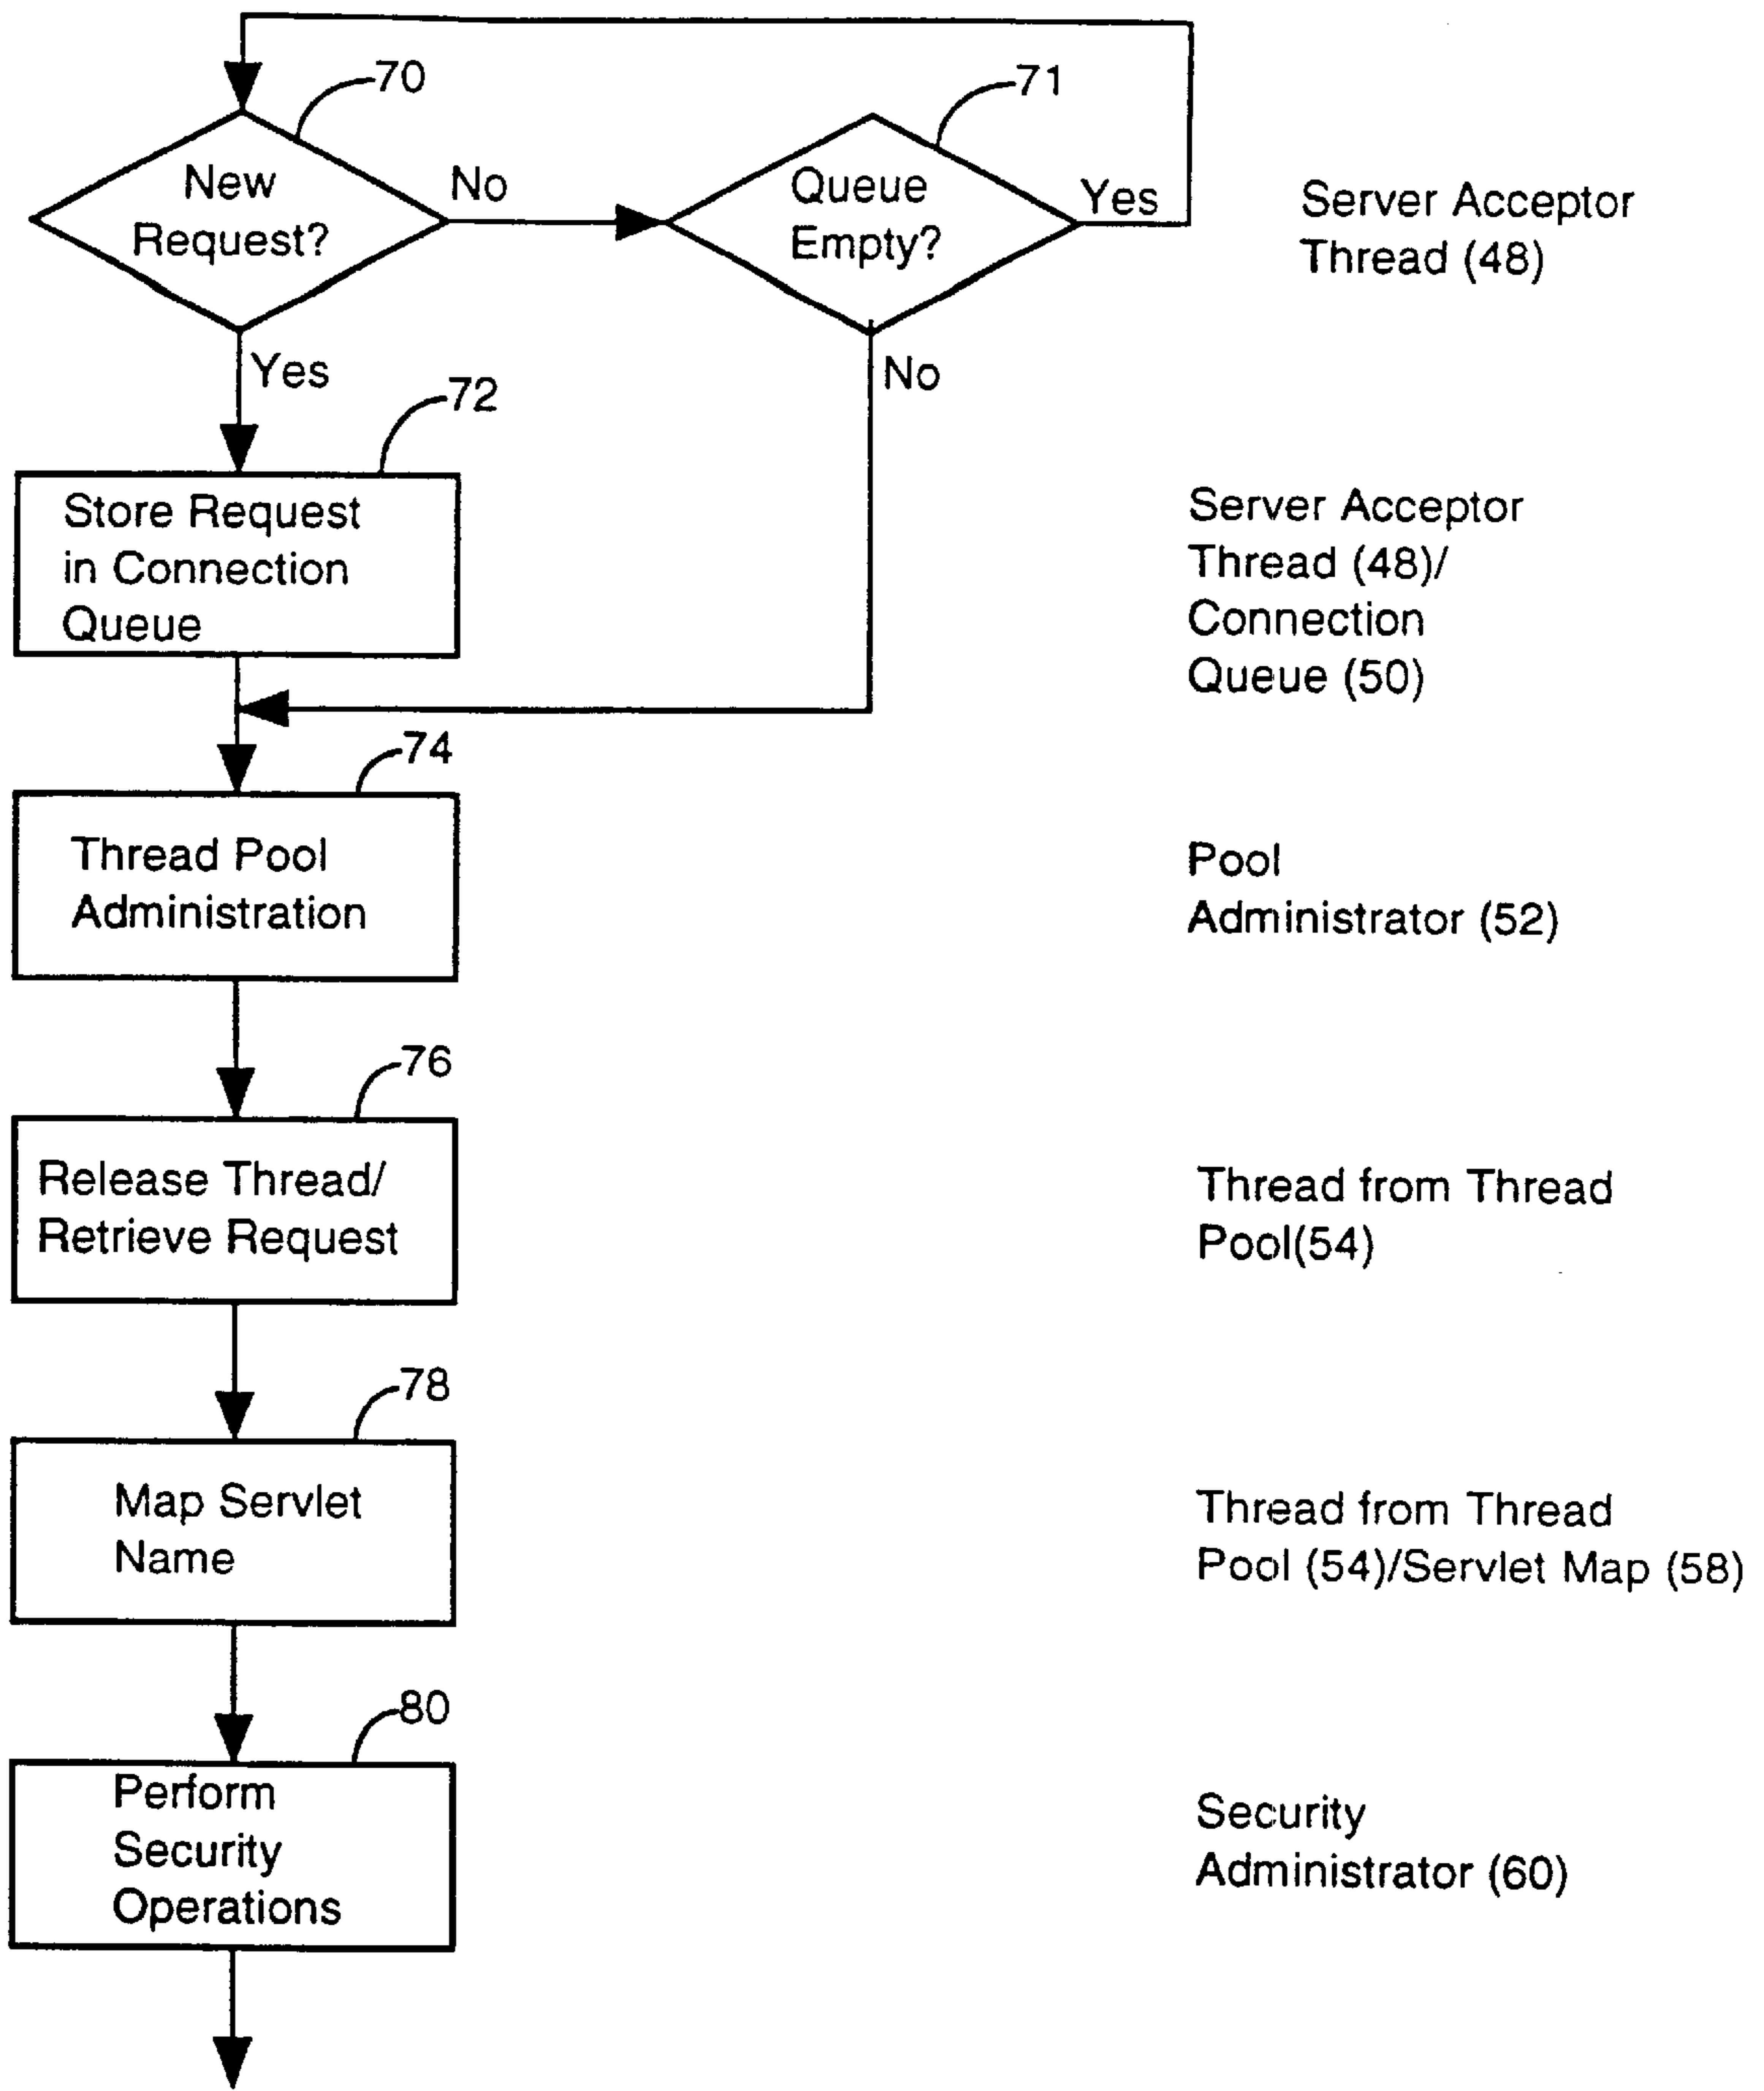 70
71
New
Request?
No
Queue
Empty?
Yes
Server Acceptor
Thread (48)
Yes
No
72
Store Request
in Connection
Queue
Server Acceptor
Thread (48)/
Connection
Queue (50)
74
Thread Pool
Administration
Pool
Administrator (52)
76
Release Thread/
Retrieve Request
Thread from Thread
Pool(54)
78
Map Servlet
Name
Thread from Thread
Pool (54)/Servlet Map (58)
80
Perform
Security
Operations
Security
Administrator (60)